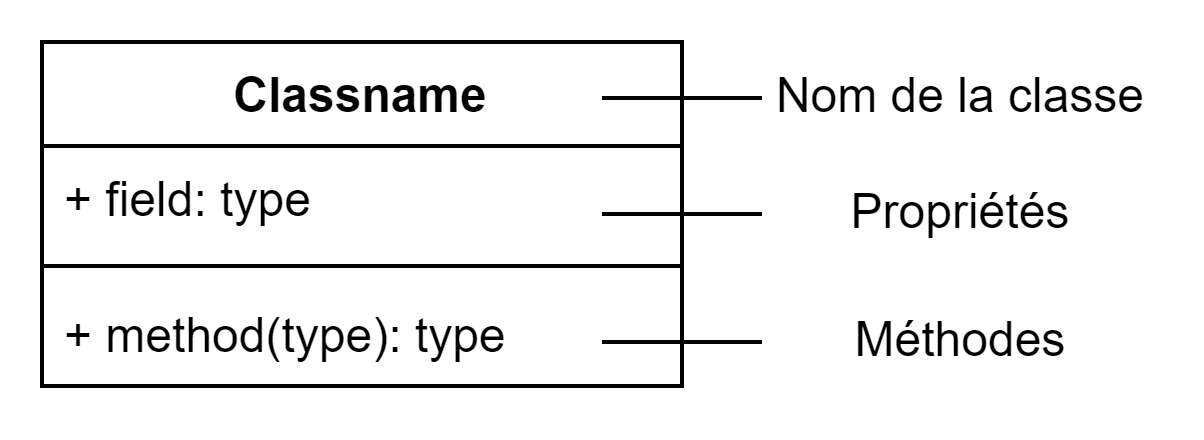 Classname
Nom de la classe
+ field: type
Propriétés
+ method(type): type
Méthodes